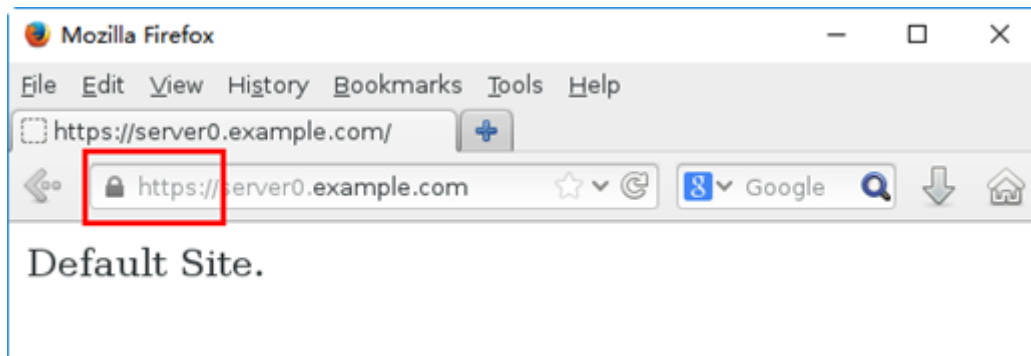 Mozilla Firefox
File Edit View History Bookmarks Tools Help
https://server0.example.com/
https://server0.example.com 8 Google
Default Site.